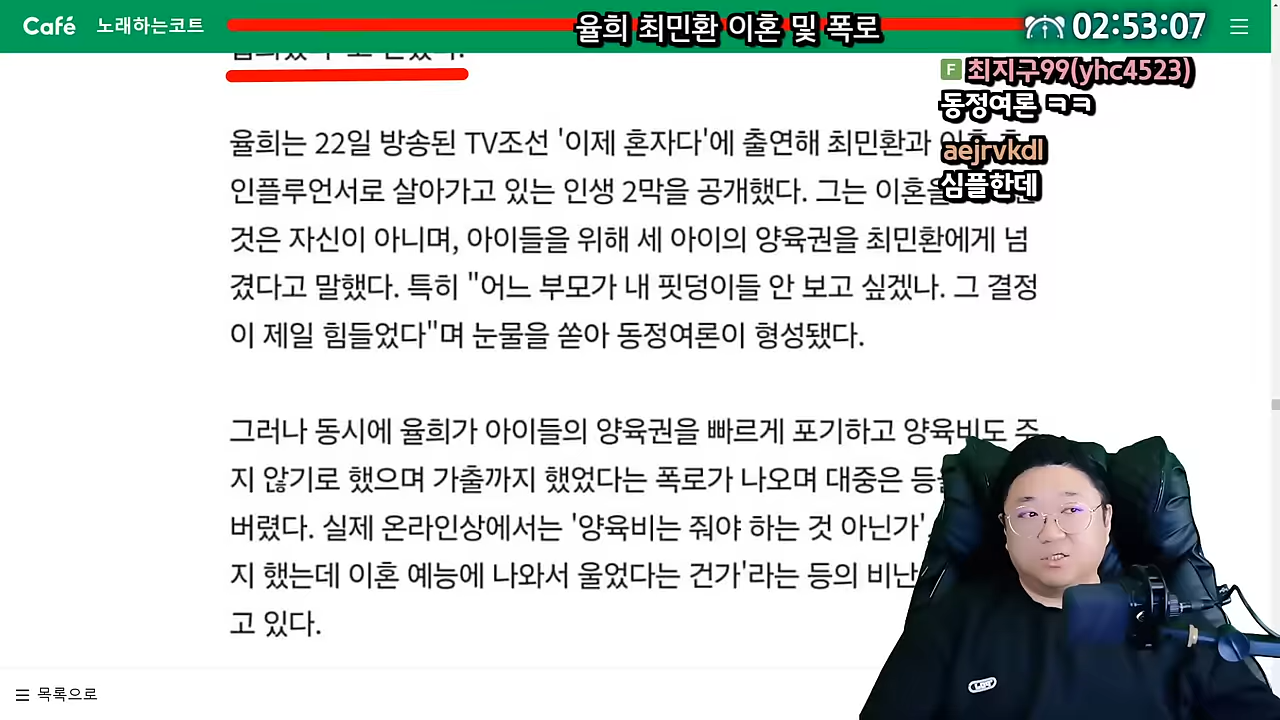 Café 노래하는코트
율희 최민환 이혼 및 폭로
02:53:07
F 최지구99(yhc4523)
동정여론 ㅋㅋ
aejrvkdl
심플한데
율희는 22일 방송된 TV조선 '이제 혼자다'에 출연해 최민환과
인플루언서로 살아가고 있는 인생 2막을 공개했다. 그는 이혼을
것은 자신이 아니며, 아이들을 위해 세 아이의 양육권을 최민환에게 넘
겼다고 말했다. 특히 "어느 부모가 내 핏덩이들 안 보고 싶겠나. 그 결정
이 제일 힘들었다"며 눈물을 쏟아 동정여론이 형성됐다.
그러나 동시에 율희가 아이들의 양육권을 빠르게 포기하고 양육비도 주
지 않기로 했으며 가출까지 했었다는 폭로가 나오며 대중은
버렸다. 실제 온라인상에서는 '양육비는 줘야 하는 것 아닌가'
지 했는데 이혼 예능에 나와서 울었다는 건가'라는 등의 비난
고 있다.
목록으로
LGT